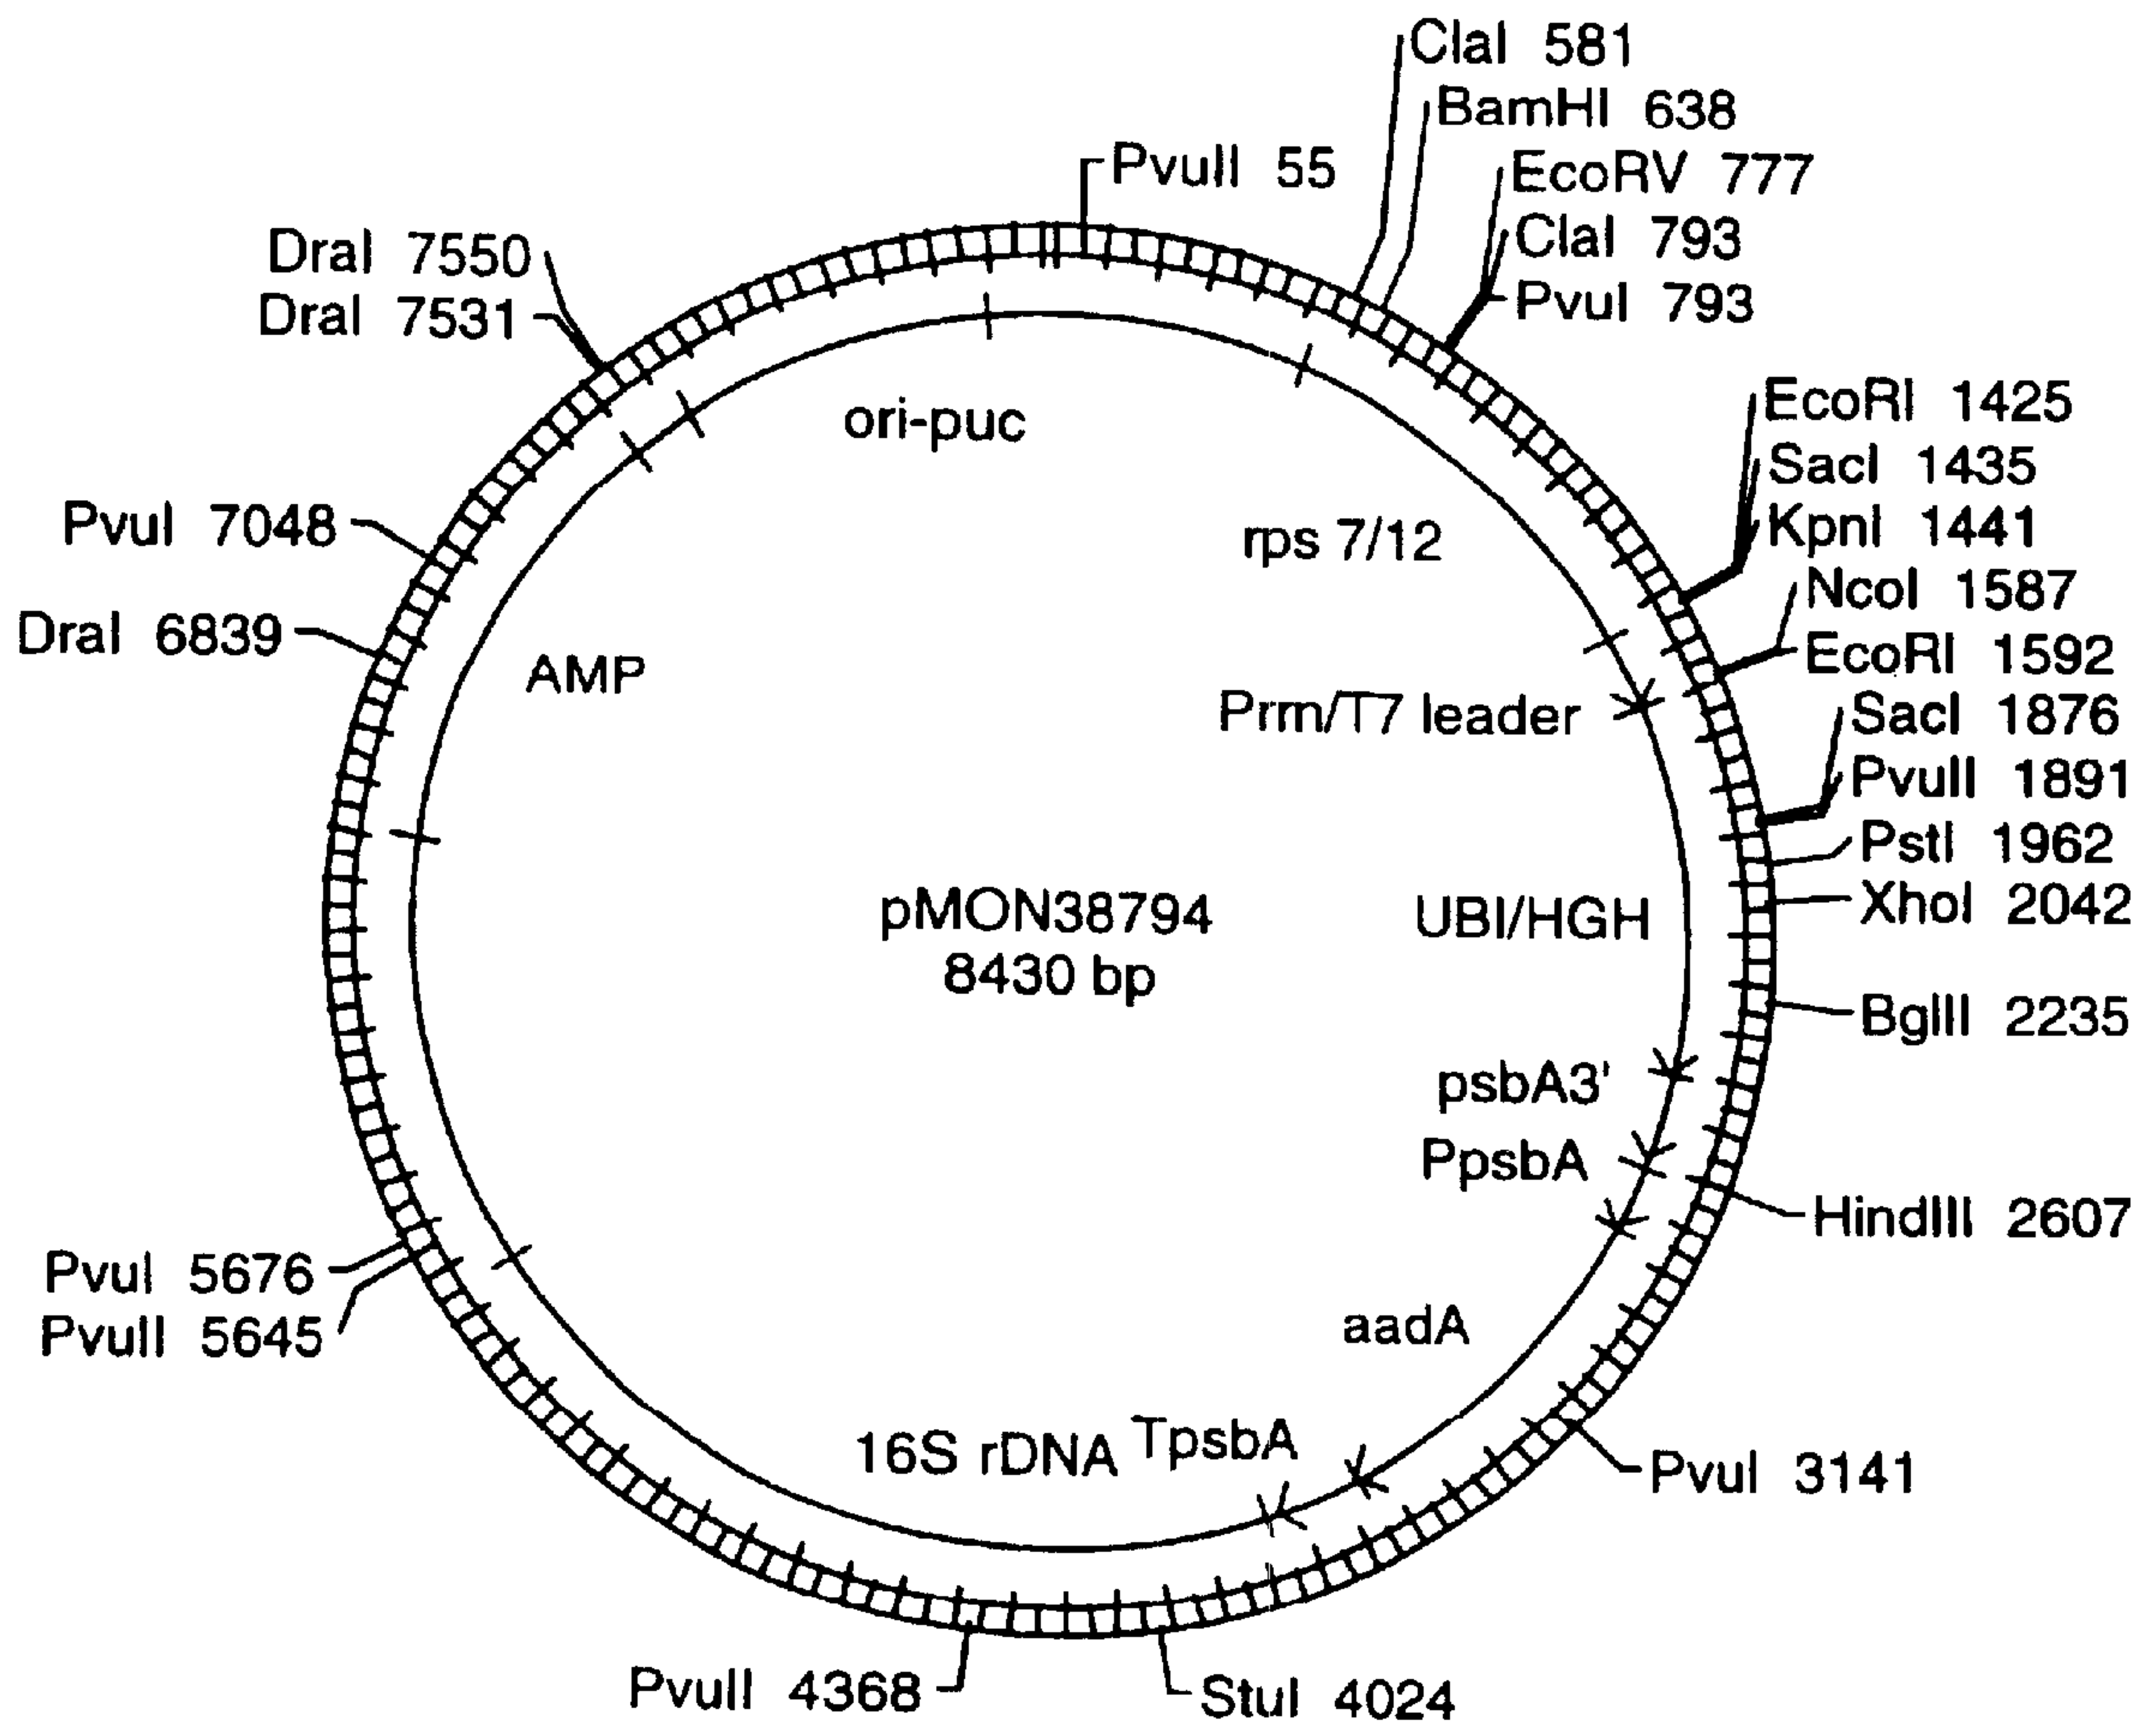 ClaI 581
BamHI 638
PvuII 55
EcoRV 777
ClaI 793
PvuI 793
DraI 7550
DraI 7531
EcoRI 1425
SacI 1435
KpnI 1441
NcoI 1587
EcoRI 1592
SacI 1876
PvuII 1891
PstI 1962
XhoI 2042
BglII 2235
HindIII 2607
PvuI 3141
StuI 4024
PvuII 4368
PvuII 5645
PvuI 5676
DraI 6839
PvuI 7048
ori-puc
rps 7/12
Prm/T7 leader
AMP
UBI/HGH
pMON38794
8430 bp
psbA3'
PpsbA
aadA
TpsbA
16S rDNA